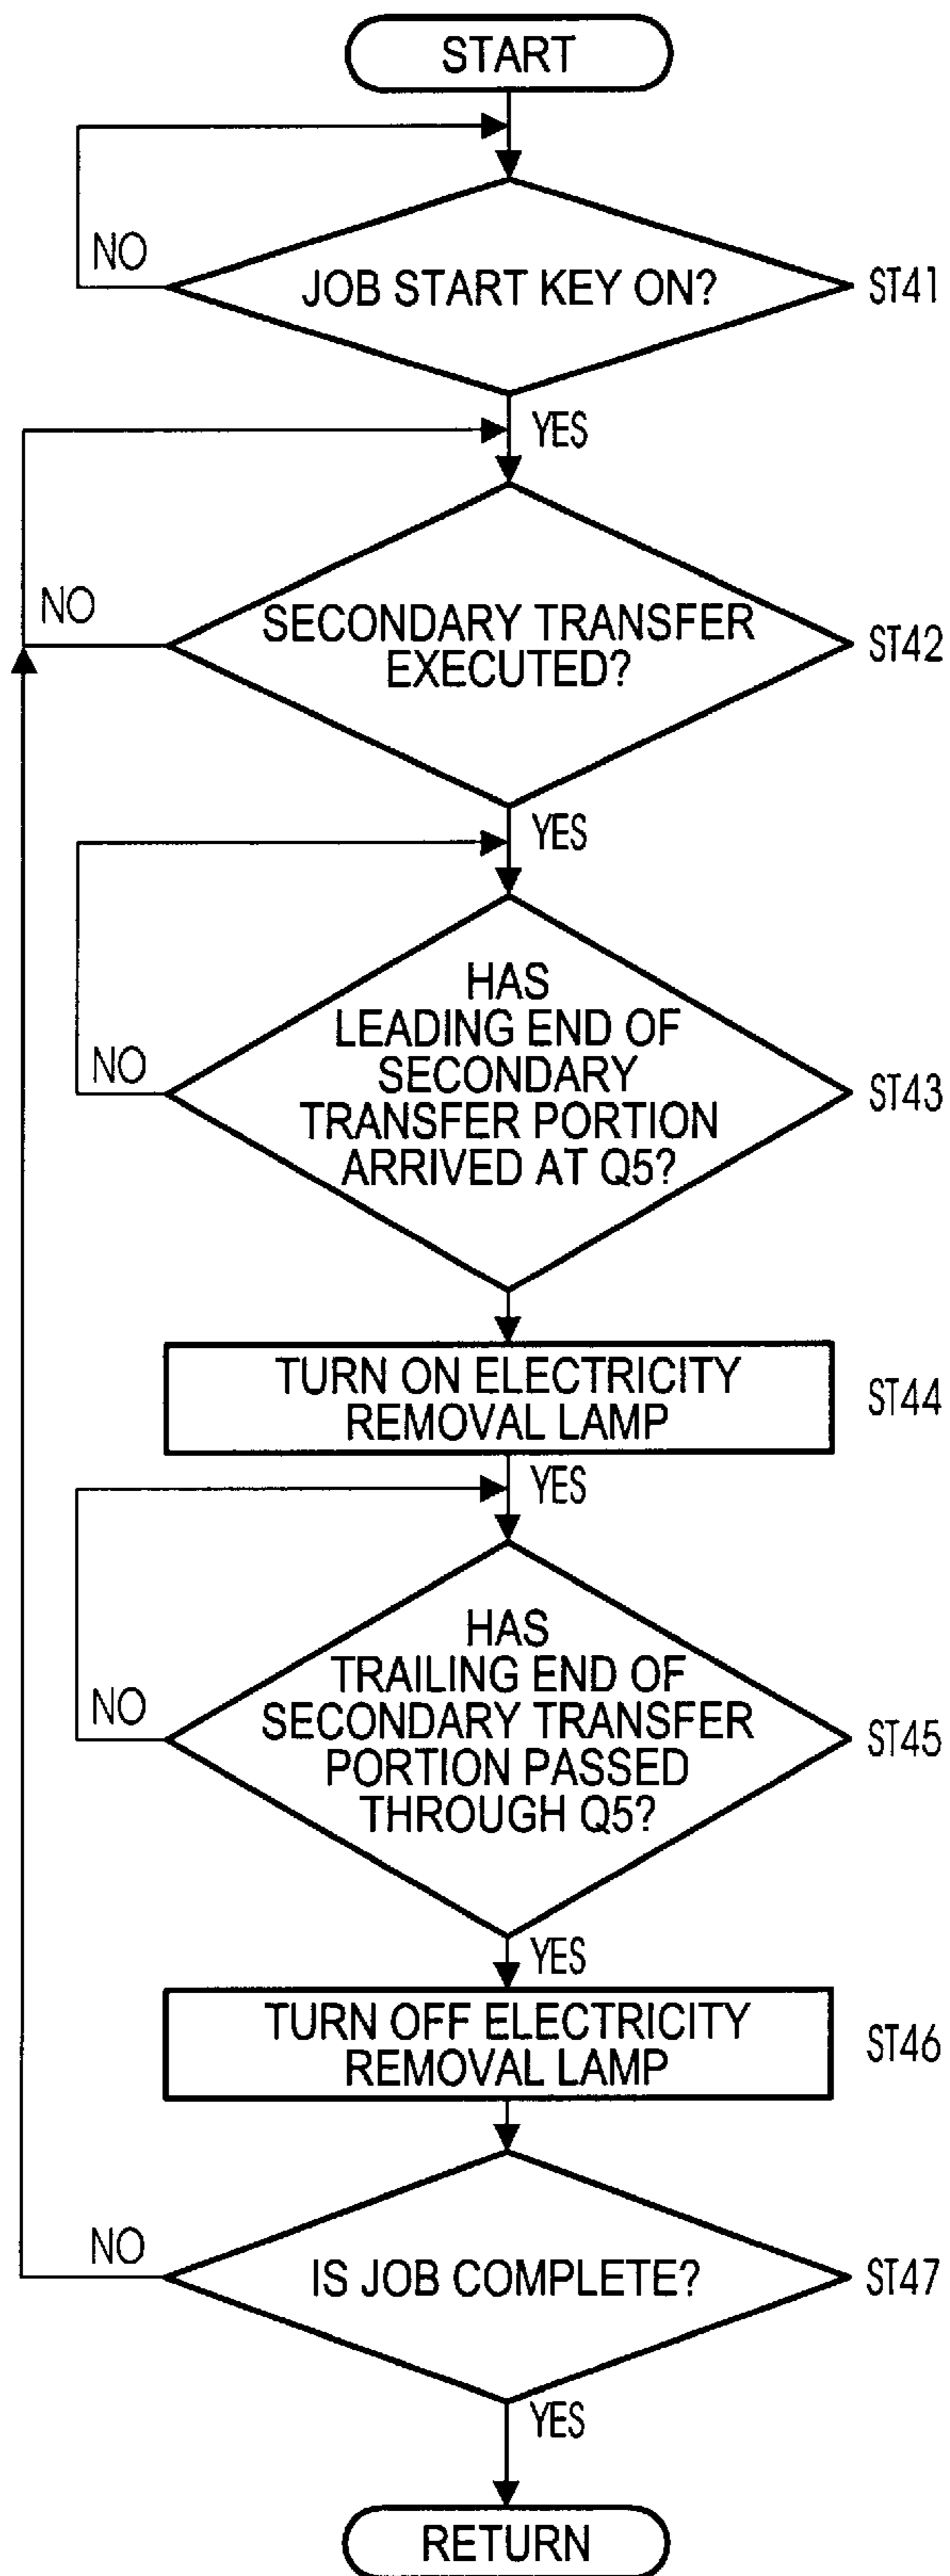 START
NO
JOB START KEY ON?
ST41
YES
NO
SECONDARY TRANSFER
EXECUTED?
ST42
YES
HAS
LEADING END OF
SECONDARY
TRANSFER PORTION
ARRIVED AT Q5?
NO
ST43
TURN ON ELECTRICITY
REMOVAL LAMP
ST44
YES
HAS
TRAILING END OF
SECONDARY TRANSFER
PORTION PASSED
THROUGH Q5?
NO
ST45
YES
TURN OFF ELECTRICITY
REMOVAL LAMP
ST46
NO
IS JOB COMPLETE?
ST47
YES
RETURN